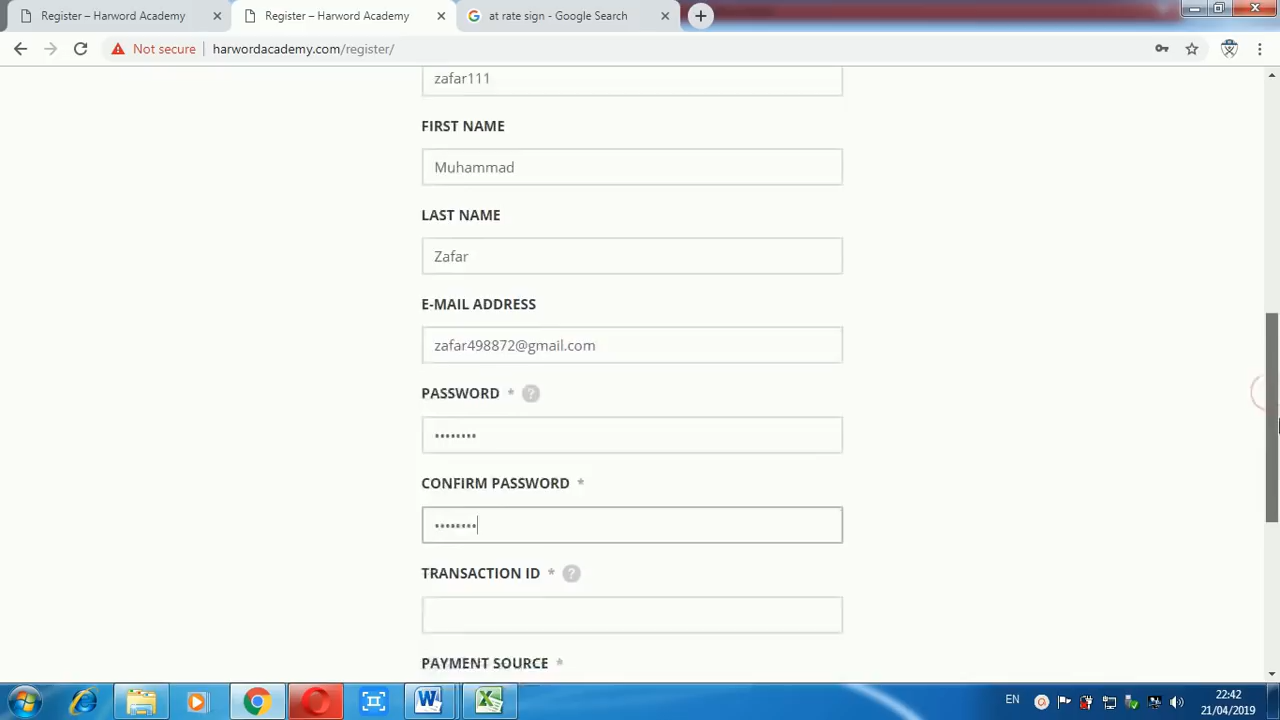 Register – Harword Academy
Register – Harword Academy
at rate sign - Google Search
Not secure
harwordacademy.com/register/
zafar111
FIRST NAME
Muhammad
LAST NAME
Zafar
E-MAIL ADDRESS
zafar498872@gmail.com
PASSWORD * ?
••••••••
CONFIRM PASSWORD *
••••••••
TRANSACTION ID * ?
PAYMENT SOURCE *
EN
22:42
21/04/2019